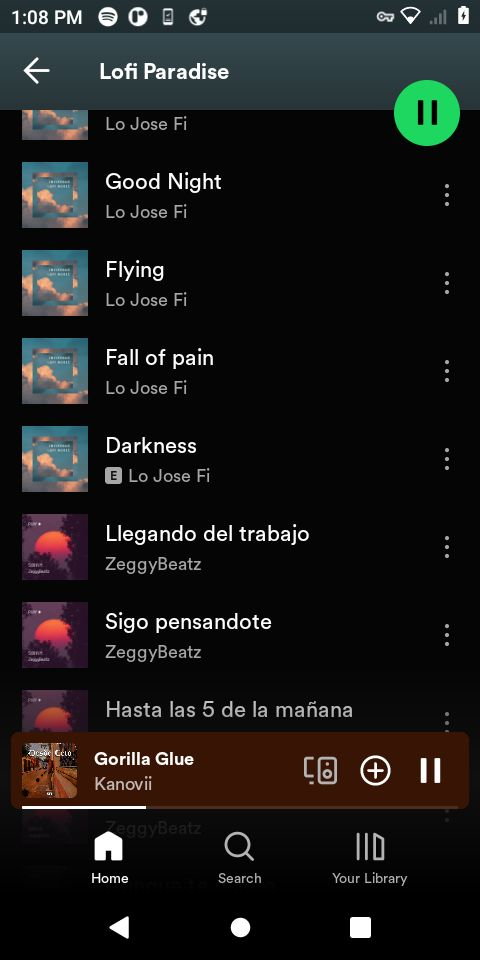 1:08 PM
Lofi Paradise
Lo Jose Fi
Good Night
Lo Jose Fi
Flying
Lo Jose Fi
Fall of pain
Lo Jose Fi
Darkness
E Lo Jose Fi
Llegando del trabajo
ZeggyBeatz
Sigo pensandote
ZeggyBeatz
Hasta las 5 de la mañana
Gorilla Glue
Kanovii
ZeggyBeatz
Home
Search
Your Library